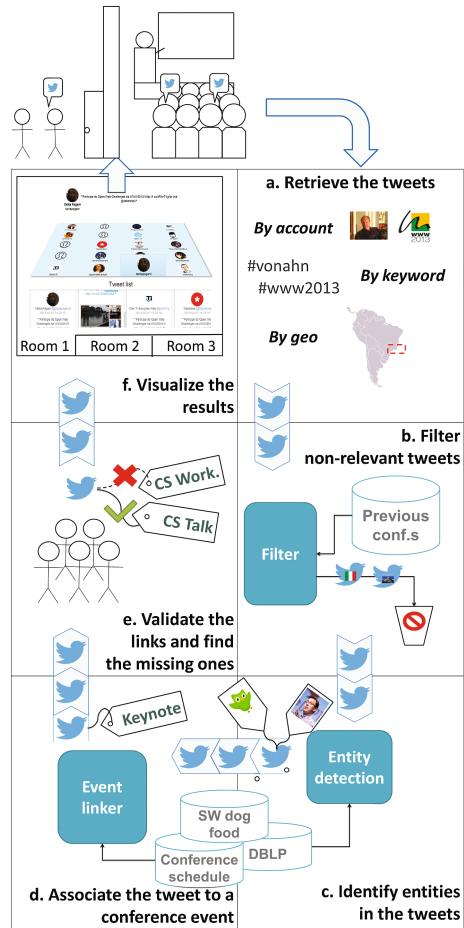 a. Retrieve the tweets
By account
www
2013
#vonahn
#www2013
By keyword
By geo
Tweet list
Room 1
Room 2
Room 3
f. Visualize the
results
b. Filter
non-relevant tweets
Previous
conf.s
Filter
CS Work.
CS Talk
e. Validate the
links and find
the missing ones
Keynote
Event
linker
Entity
detection
SW dog
food
DBLP
Conference
schedule
d. Associate the tweet to a
conference event
c. Identify entities
in the tweets